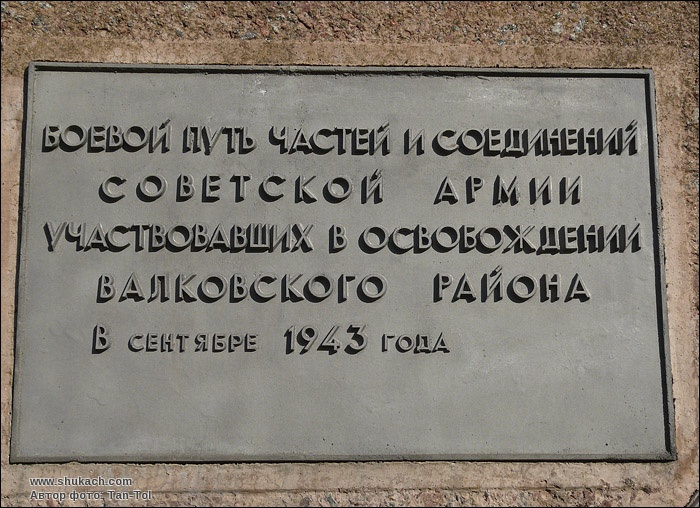 БОЕВОЙ ПУТЬ ЧАСТЕЙ И СОЕДИНЕНИЙ
СОВЕТСКОЙ АРМИИ
УЧАСТВОВАВШИХ В ОСВОБОЖДЕНИИ
ВАЛКОВСКОГО РАЙОНА
В СЕНТЯБРЕ 1943 ГОДА
www.shukach.com
Автор фото: Tan-Tol